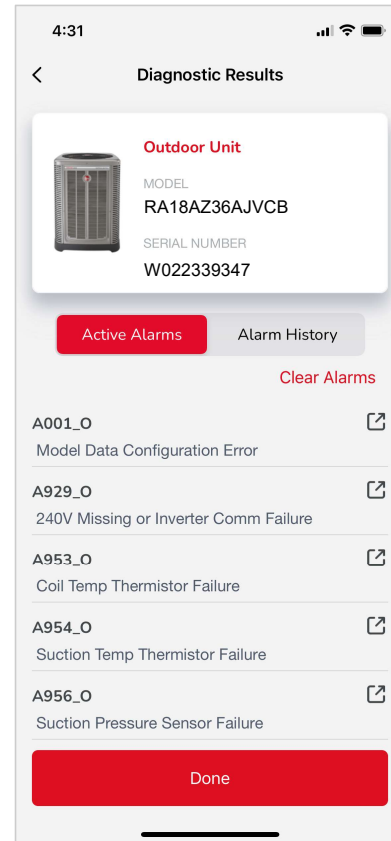 4:31
Diagnostic Results
Outdoor Unit
MODEL
RA18AZ36AJVCB
SERIAL NUMBER
W022339347
Active Alarms
Alarm History
Clear Alarms
A001_O
Model Data Configuration Error
A929_O
240V Missing or Inverter Comm Failure
A953_O
Coil Temp Thermistor Failure
A954_O
Suction Temp Thermistor Failure
A956_O
Suction Pressure Sensor Failure
Done